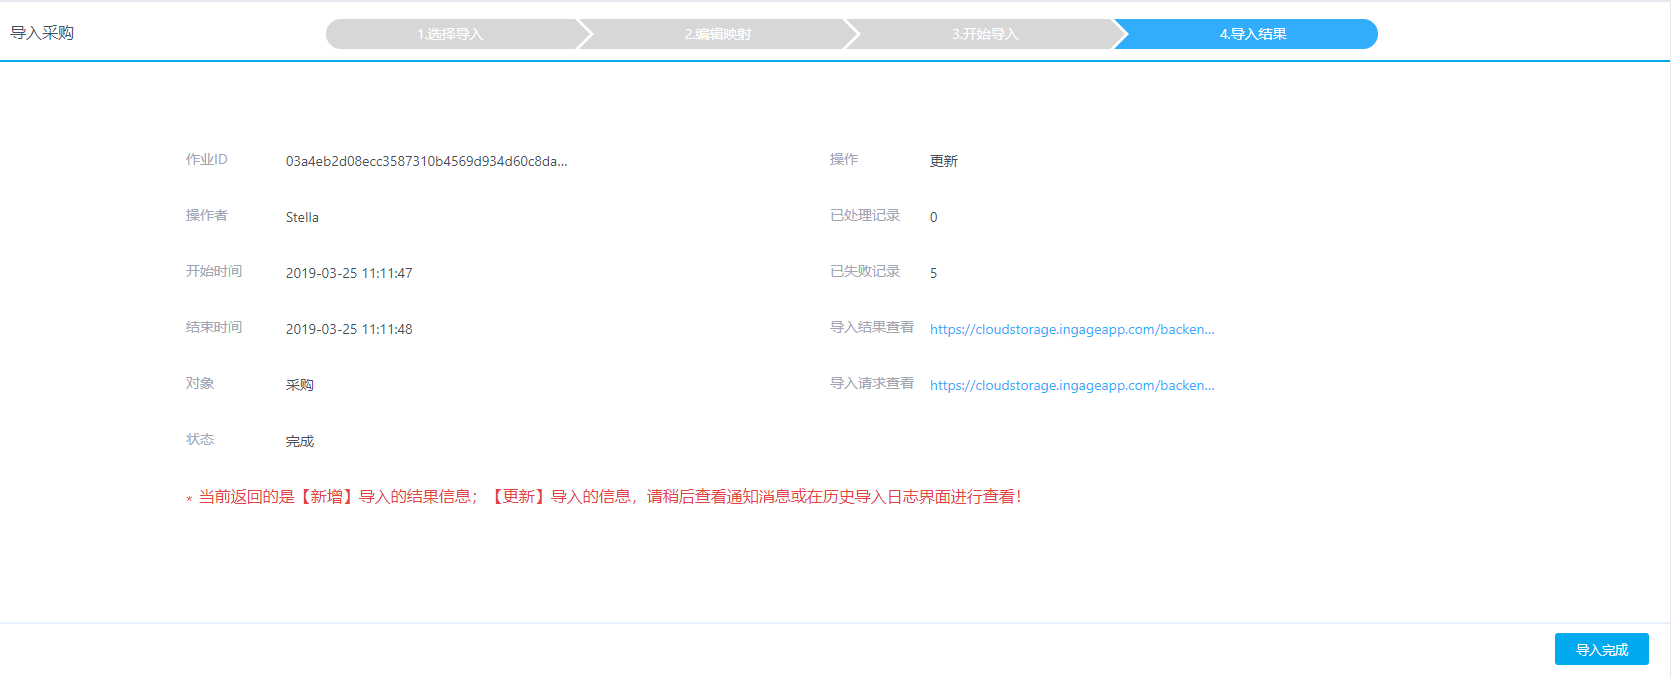 导入采购
1.选择导入
2.编辑映射
3.开始导入
4.导入结果
作业ID 03a4eb2d08ecc3587310b4569d934d60c8da...
操作 更新
操作者 Stella
已处理记录 0
开始时间 2019-03-25 11:11:47
已失败记录 5
结束时间 2019-03-25 11:11:48
导入结果查看 https://cloudstorage.ingageapp.com/backen...
对象 采购
导入请求查看 https://cloudstorage.ingageapp.com/backen...
状态 完成
* 当前返回的是【新增】导入的结果信息；【更新】导入的信息，请稍后查看通知消息或在历史导入日志界面进行查看！
导入完成